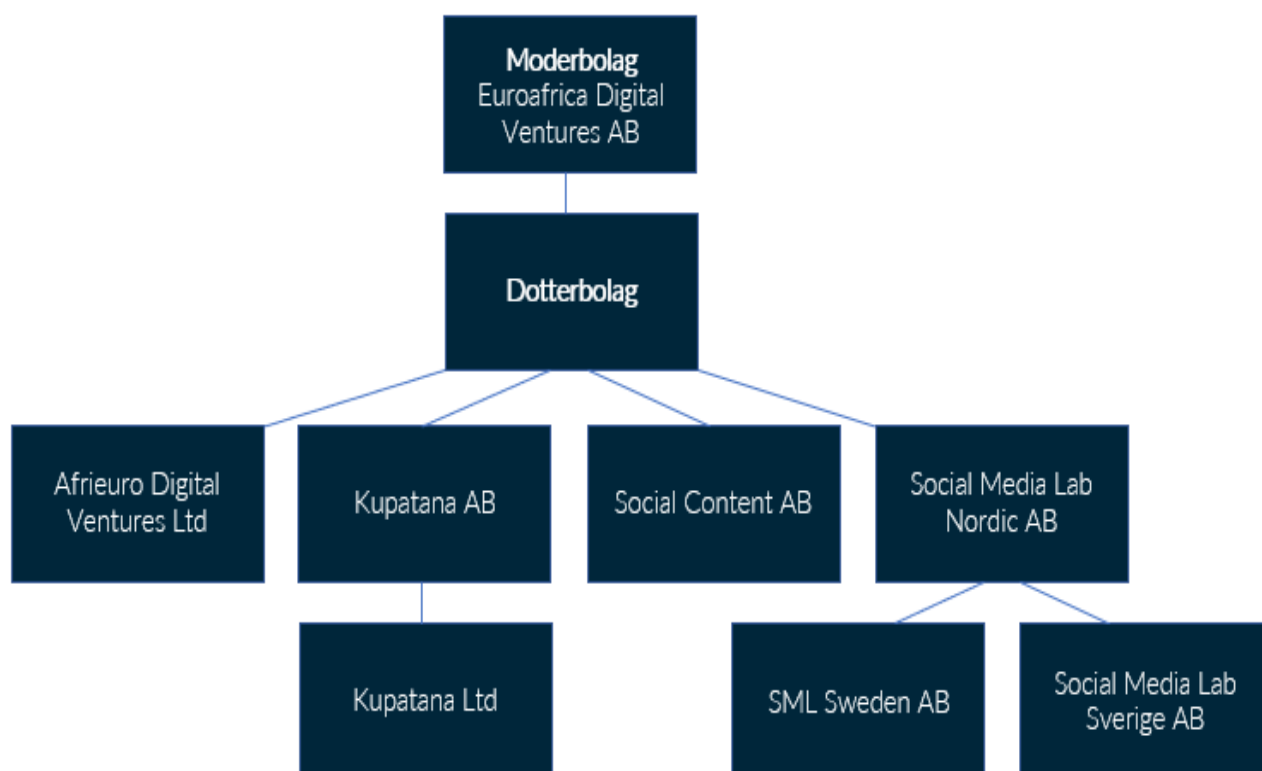 Moderbolag
Euroafrica Digital
Ventures AB
Dotterbolag
Afrieuro Digital
Ventures Ltd
Kupatana AB
Social Content AB
Social Media Lab
Nordic AB
Kupatana Ltd
SML Sweden AB
Social Media Lab
Sverige AB